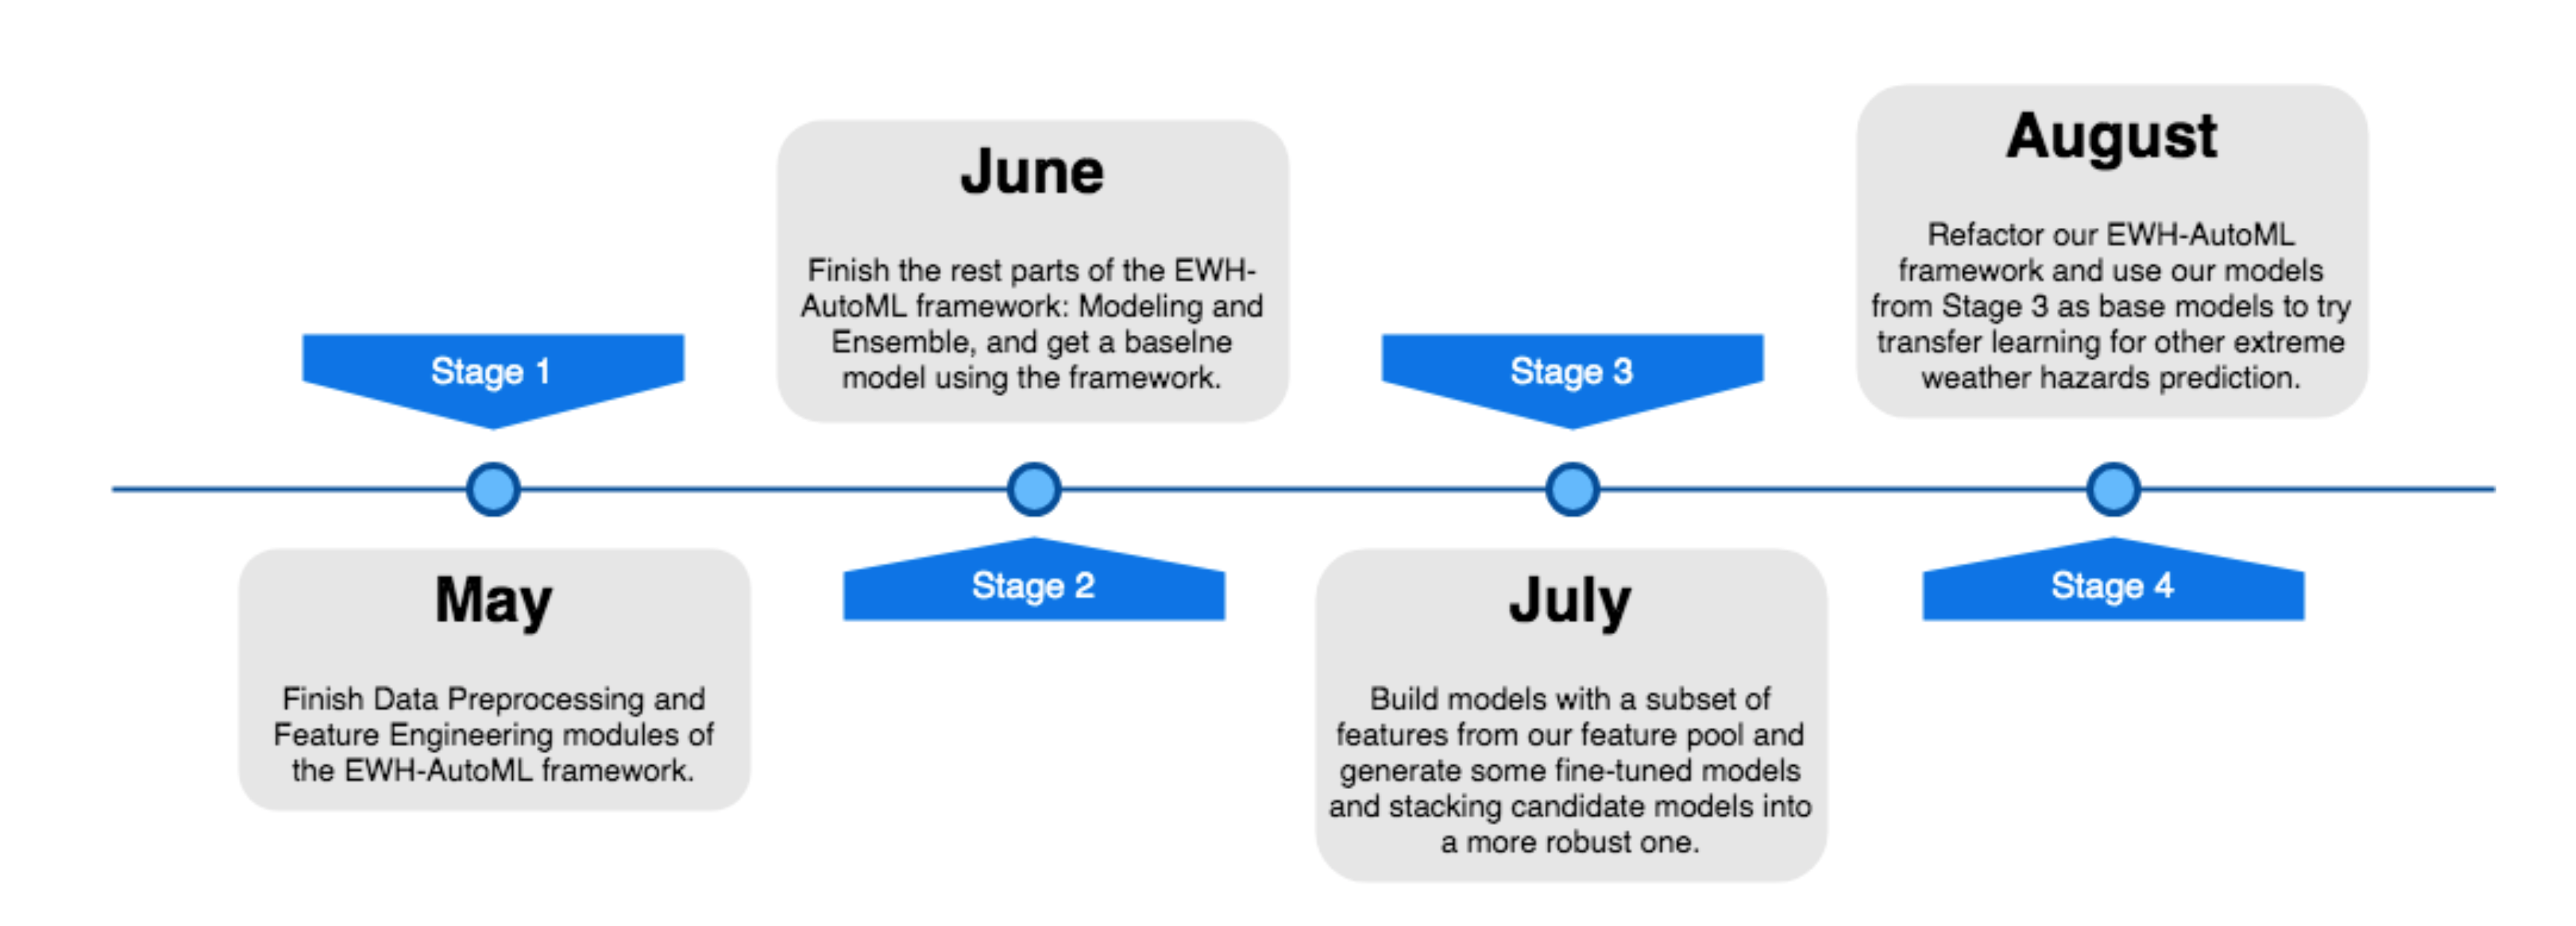 Stage 1
May
Finish Data Preprocessing and
Feature Engineering modules of
the EWH-AutoML framework.
June
Finish the rest parts of the EWH-
AutoML framework: Modeling and
Ensemble, and get a baselne
model using the framework.
Stage 2
Stage 3
July
Build models with a subset of
features from our feature pool and
generate some fine-tuned models
and stacking candidate models into
a more robust one.
August
Refactor our EWH-AutoML
framework and use our models
from Stage 3 as base models to try
transfer learning for other extreme
weather hazards prediction.
Stage 4